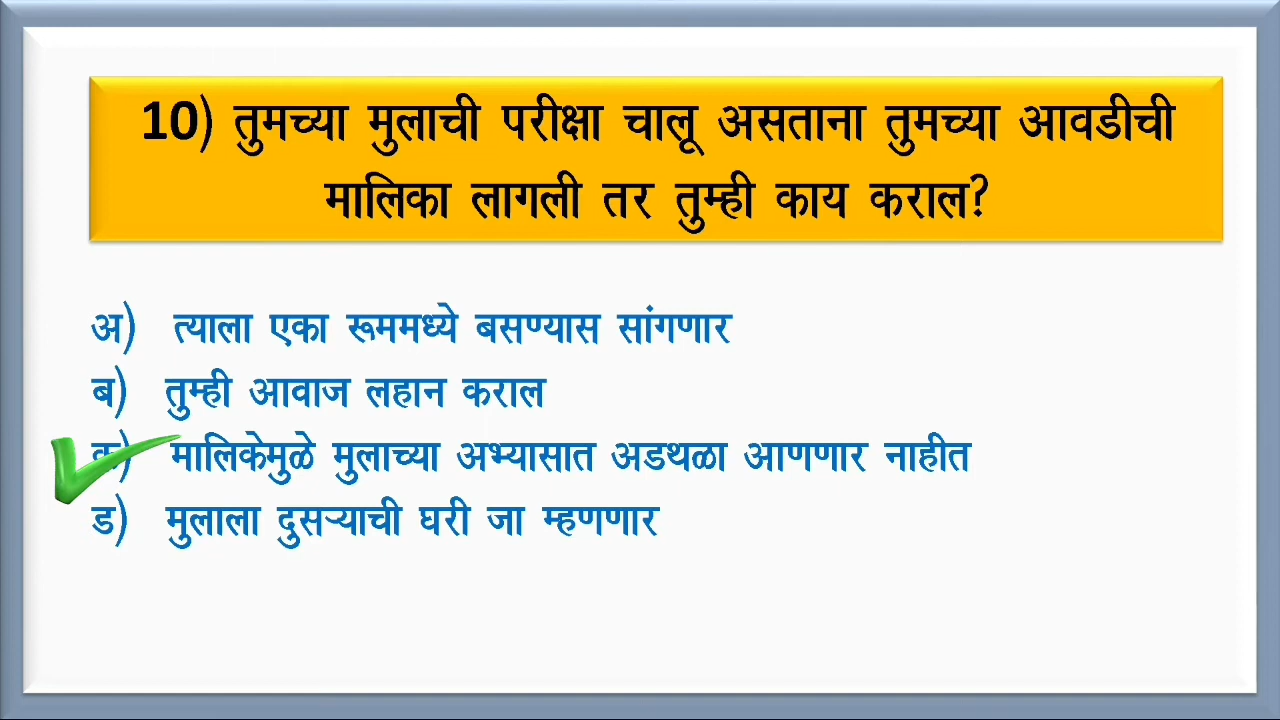 10) तुमच्या मुलाची परीक्षा चालू असताना तुमच्या आवडीची
मालिका लागली तर तुम्ही काय कराल?
अ) त्याला एका रूममध्ये बसण्यास सांगणार
ब) तुम्ही आवाज लहान कराल
क) मालिकेमुळे मुलाच्या अभ्यासात अडथळा आणणार नाहीत
ड) मुलाला दुसऱ्याची घरी जा म्हणणार